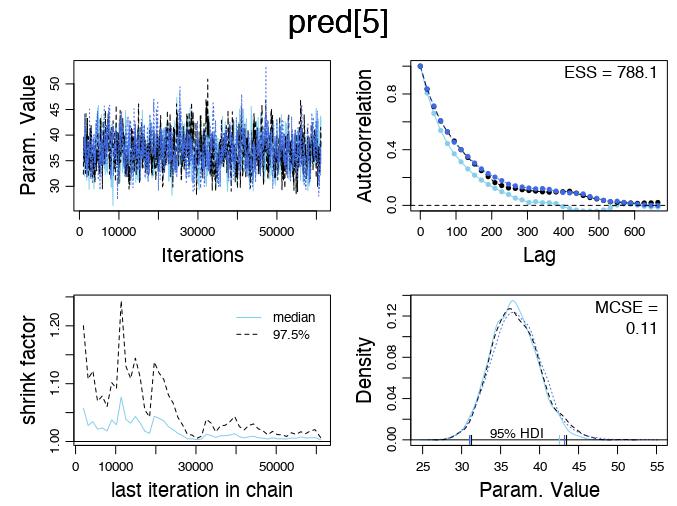 pred[5]
Param. Value
30 35 40 45 50
0 10000 30000 50000
Iterations
Autocorrelation
0.0 0.4 0.8
ESS = 788.1
0 100 200 300 400 500 600
Lag
shrink factor
1.00 1.10 1.20
median
97.5%
0 10000 30000 50000
last iteration in chain
Density
0.00 0.04 0.08 0.12
MCSE =
0.11
95% HDI
25 30 35 40 45 50 55
Param. Value